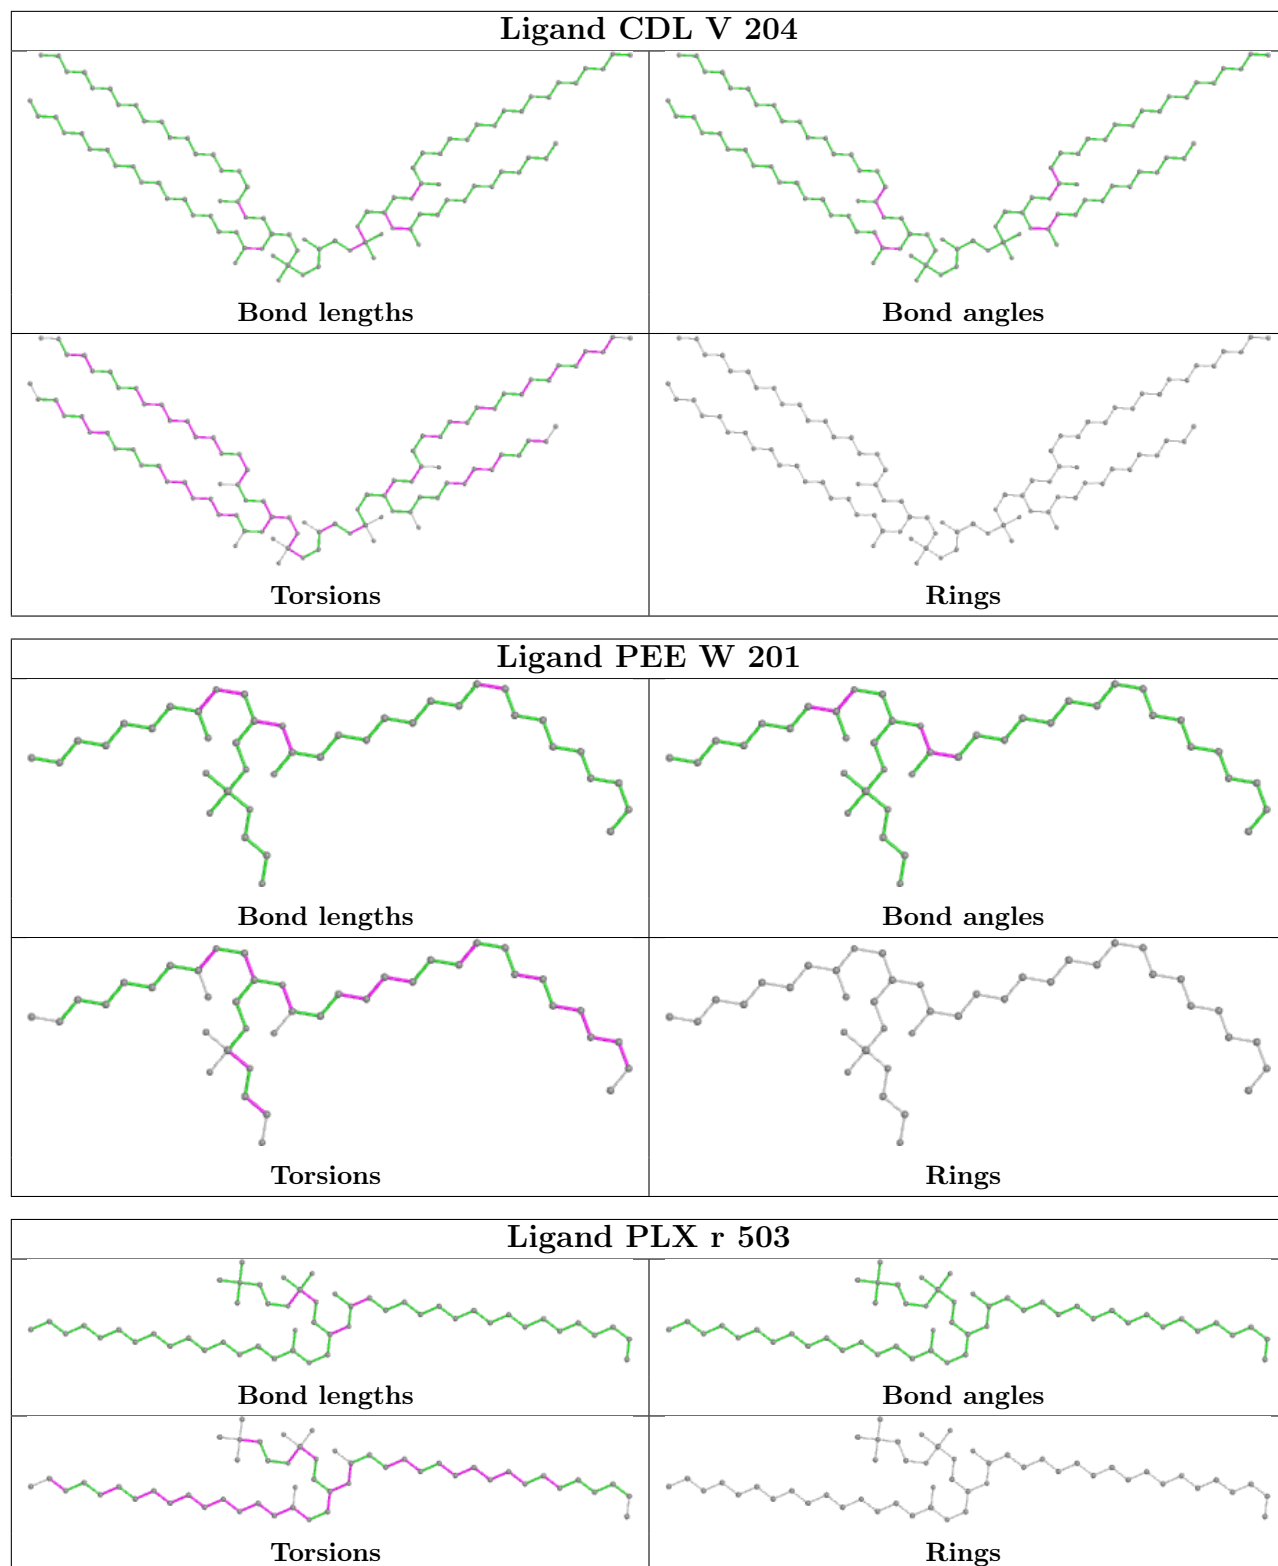 Ligand CDL V 204
Bond lengths
Bond angles
Torsions
Rings
Ligand PEE W 201
Bond lengths
Bond angles
Torsions
Rings
Ligand PLX r 503
Bond lengths
Bond angles
Torsions
Rings